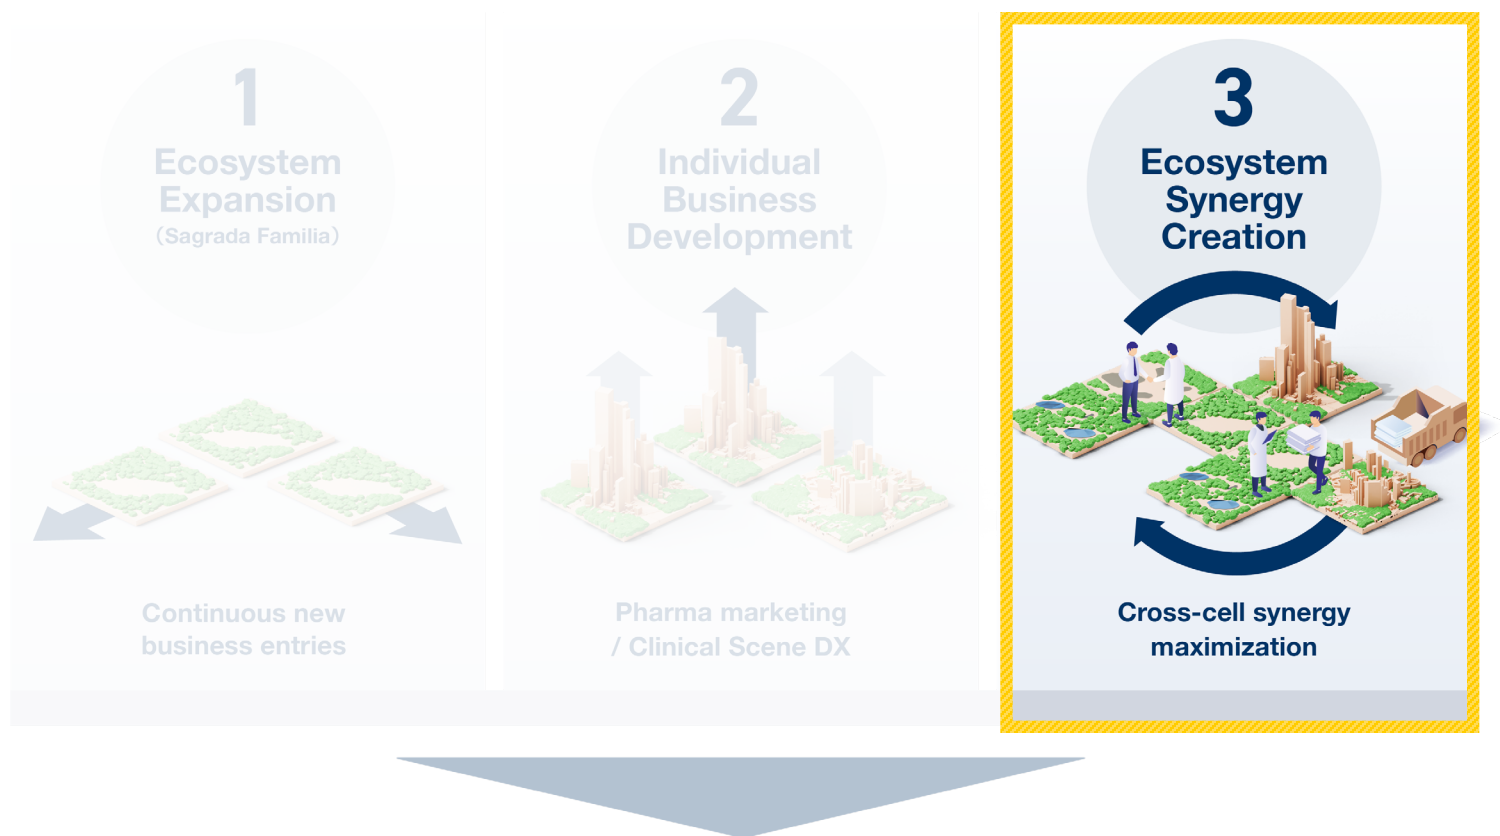 1
Ecosystem
Expansion
(Sagrada Familia)
Continuous new
business entries
2
Individual
Business
Development
Pharma marketing
/ Clinical Scene DX
3
Ecosystem
Synergy
Creation
Cross-cell synergy
maximization